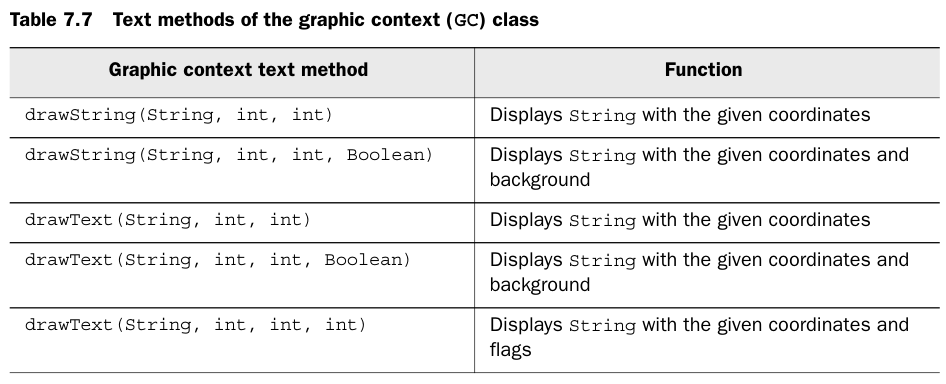 Table 7.7 Text methods of the graphic context (GC) class
Graphic context text method Function
drawString(String, int, int) Displays String with the given coordinates
drawString(String, int, int, Boolean) Displays String with the given coordinates and
background
drawText(String, int, int) Displays String with the given coordinates
drawText(String, int, int, Boolean) Displays String with the given coordinates and
background
drawText(String, int, int, int) Displays String with the given coordinates and
flags